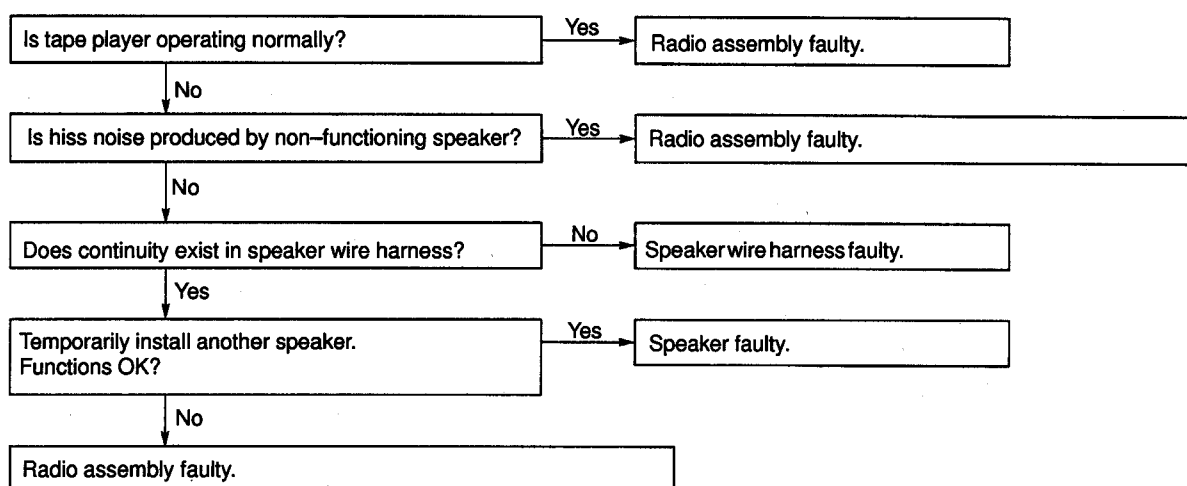 Is tape player operating normally?
Yes
Radio assembly faulty.
No
Is hiss noise produced by non–functioning speaker?
Yes
Radio assembly faulty.
No
Does continuity exist in speaker wire harness?
No
Speaker wire harness faulty.
Yes
Temporarily install another speaker.
Functions OK?
Yes
Speaker faulty.
No
Radio assembly faulty.